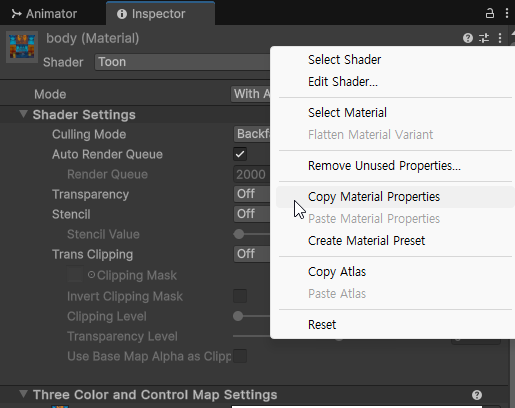 Animator
Inspector
body (Material)
Shader
Toon
Mode
With A
Shader Settings
Culling Mode
Backf
Auto Render Queue
Render Queue
2000
Transparency
Off
Stencil
Off
Stencil Value
Trans Clipping
Off
Clipping Mask
Invert Clipping Mask
Clipping Level
Transparency Level
Use Base Map Alpha as Clipp
Three Color and Control Map Settings
Select Shader
Edit Shader...
Select Material
Flatten Material Variant
Remove Unused Properties...
Copy Material Properties
Paste Material Properties
Create Material Preset
Copy Atlas
Paste Atlas
Reset